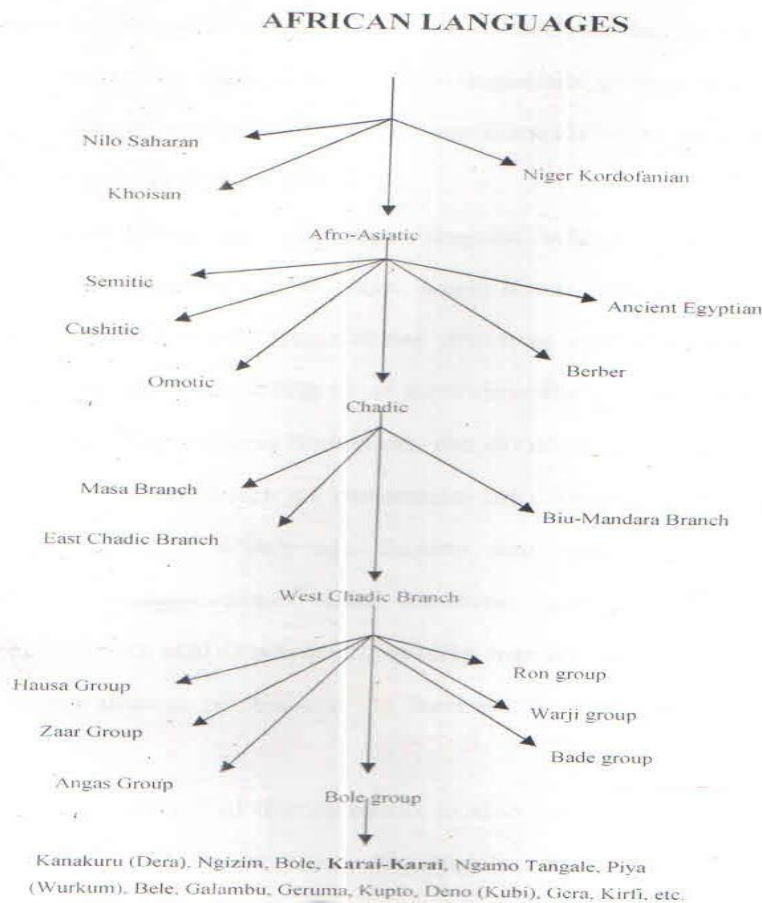 AFRICAN LANGUAGES
Nilo Saharan
Niger Kordofanian
Khoisan
Afro-Asiatic
Semitic
Ancient Egyptian
Cushitic
Berber
Omotic
Chadic
Masa Branch
Biu-Mandara Branch
East Chadic Branch
West Chadic Branch
Ron group
Hausa Group
Warji group
Zaar Group
Bade group
Angas Group
Bole group
Kanakuru (Dera), Ngizim, Bole, Karai-Karai, Ngamo Tangale, Piya
(Wurkum), Bele, Galambu, Geruma, Kupto, Deno (Kubi), Gera, Kirfi, etc.